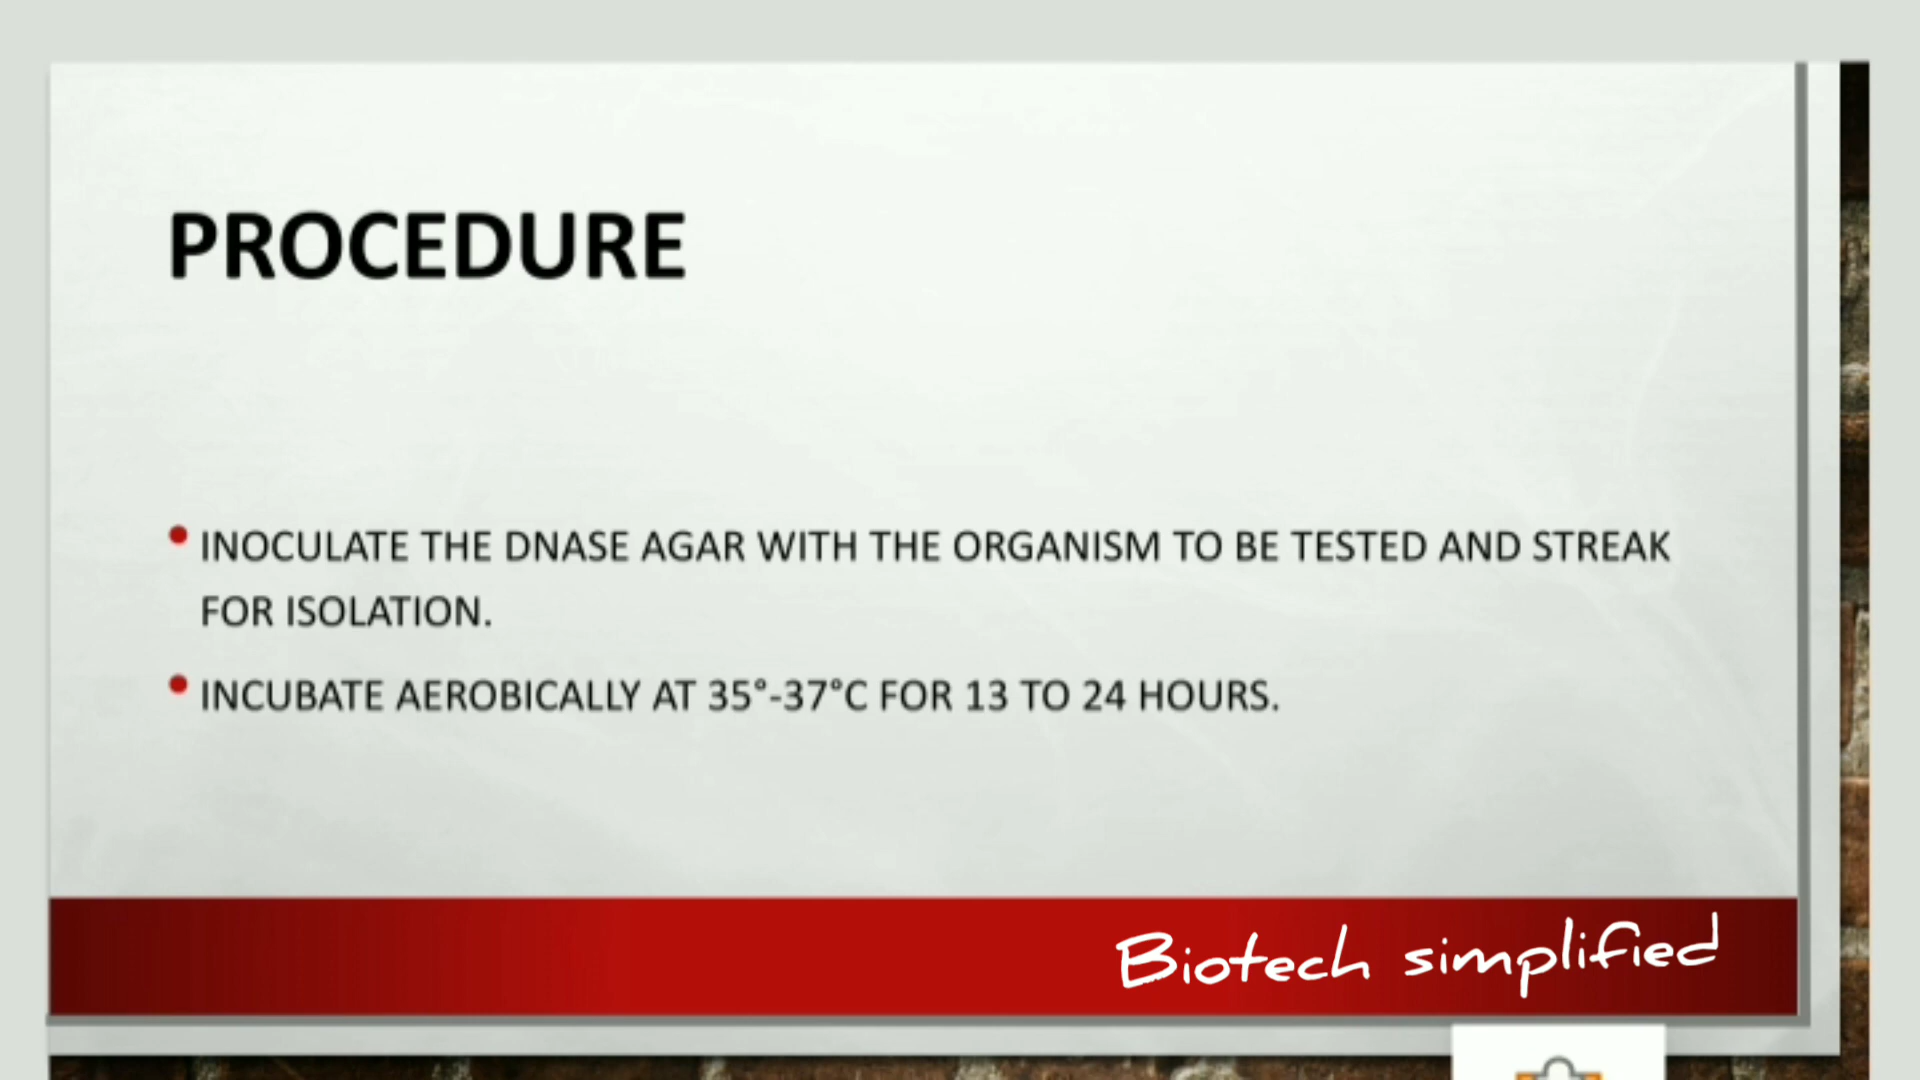 PROCEDURE
INOCULATE THE DNASE AGAR WITH THE ORGANISM TO BE TESTED AND STREAK
FOR ISOLATION.
INCUBATE AEROBICALLY AT 35°-37°C FOR 13 TO 24 HOURS.
Biotech simplified